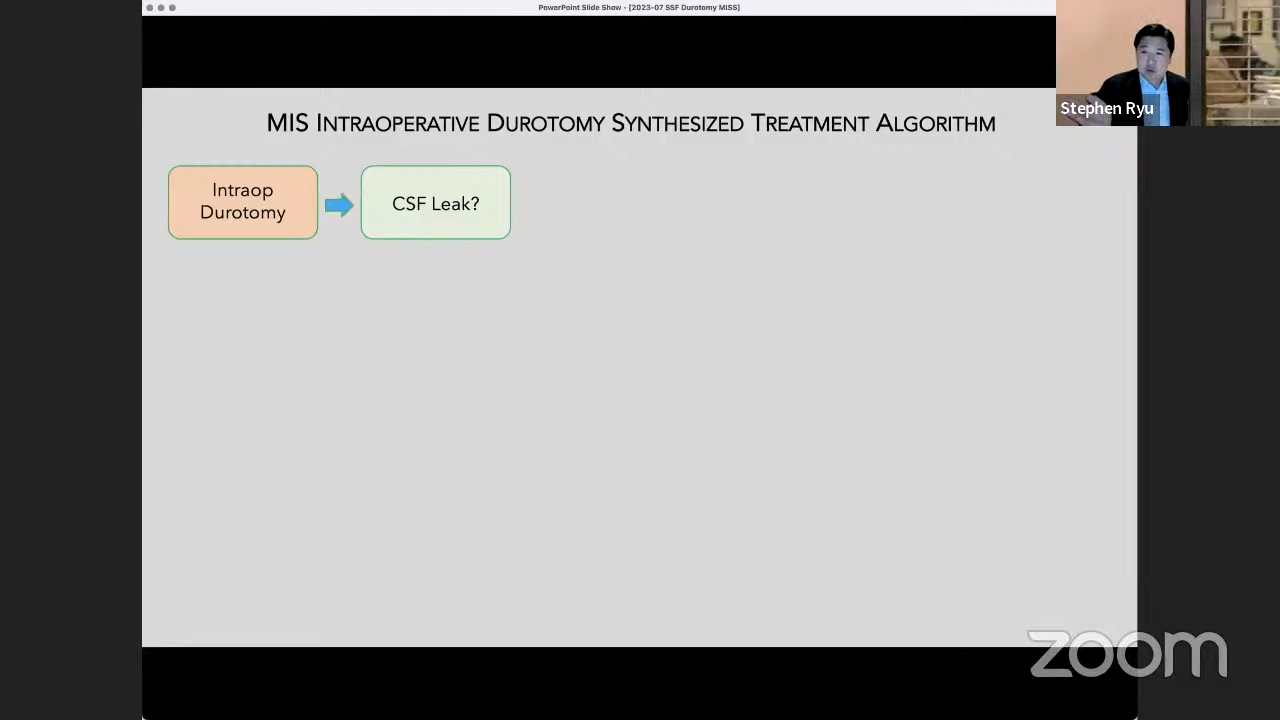 PowerPoint Slide Show - [2023-07 SSF Durotomy MISS]
Stephen Ryu
MIS Intraoperative Durotomy Synthesized Treatment Algorithm
Intraop
Durotomy
CSF Leak?
zoom